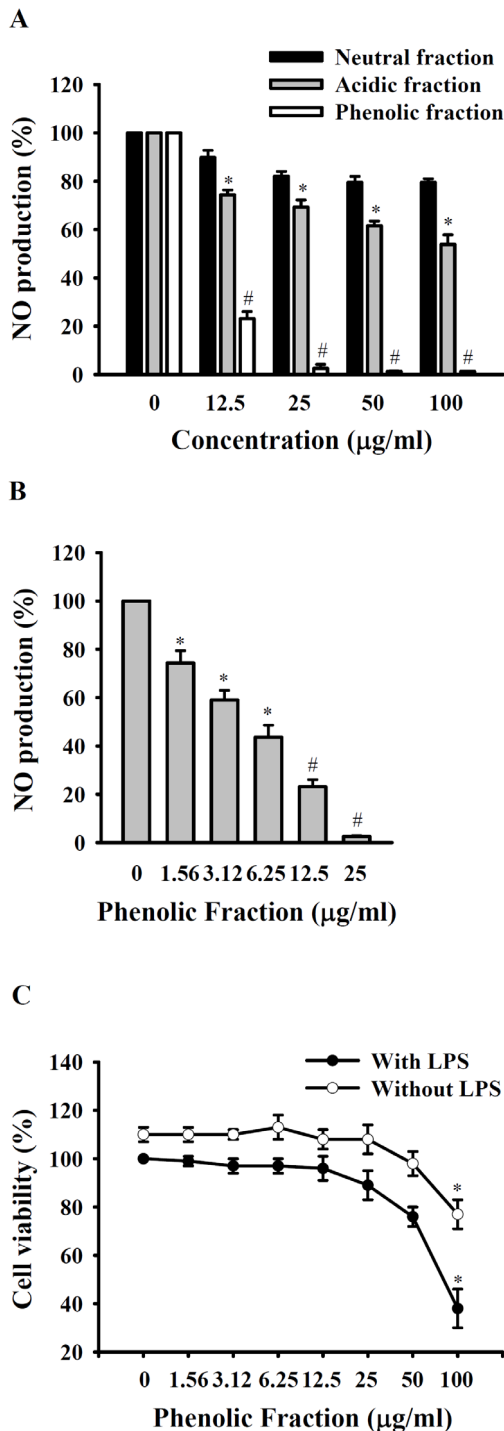 A
Neutral fraction
Acidic fraction
Phenolic fraction
120
100
80
60
40
20
0
NO production (%)
* * * *
# # # #
0 12.5 25 50 100
Concentration (μg/ml)
B
120
100
80
60
40
20
0
NO production (%)
* * * # #
0 1.56 3.12 6.25 12.5 25
Phenolic Fraction (μg/ml)
C
With LPS
Without LPS
140
120
100
80
60
40
20
Cell viability (%)
*
*
0 1.56 3.12 6.25 12.5 25 50 100
Phenolic Fraction (μg/ml)